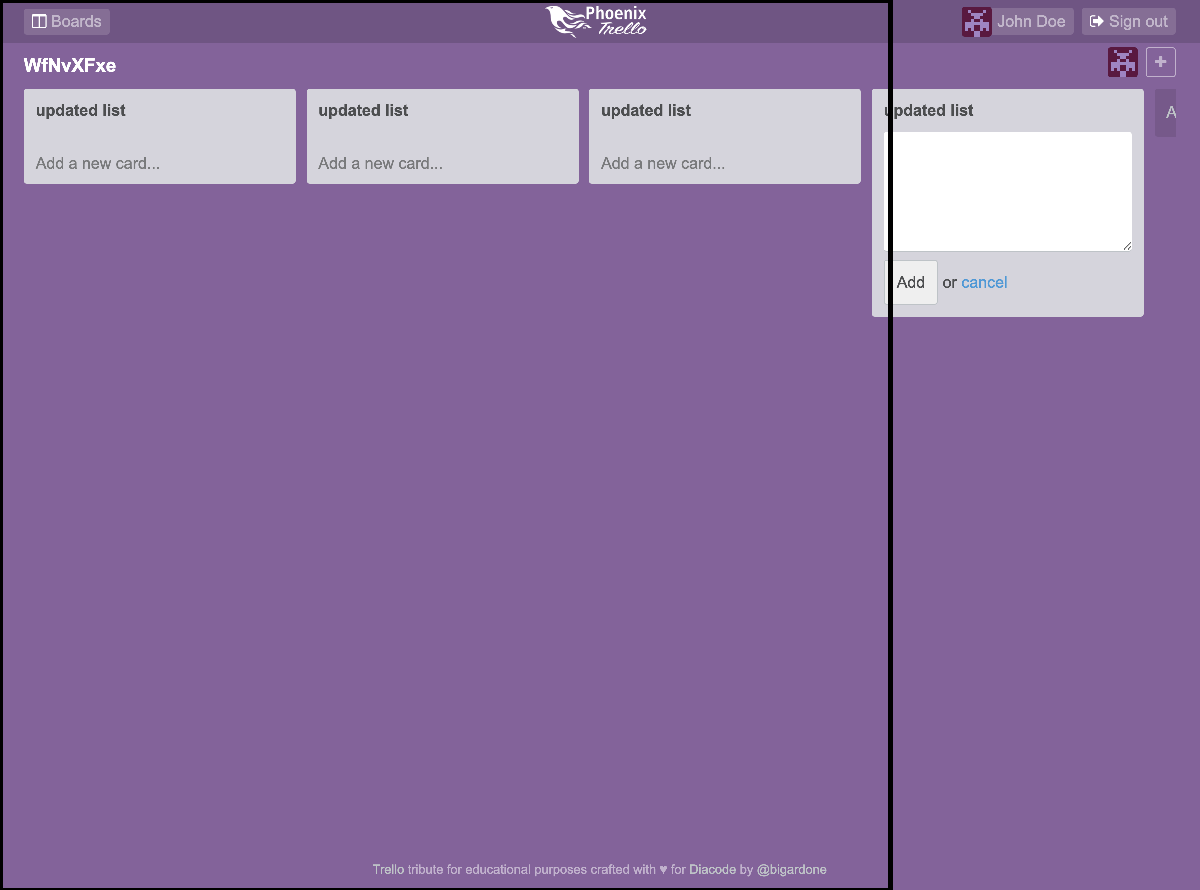 Boards
Phoenix
Trello
John Doe
Sign out
WfNvXFxe
+
updated list
Add a new card...
updated list
Add a new card...
updated list
Add a new card...
updated list
Add or cancel
A
Trello tribute for educational purposes crafted with ♥ for Diacode by @bigardone